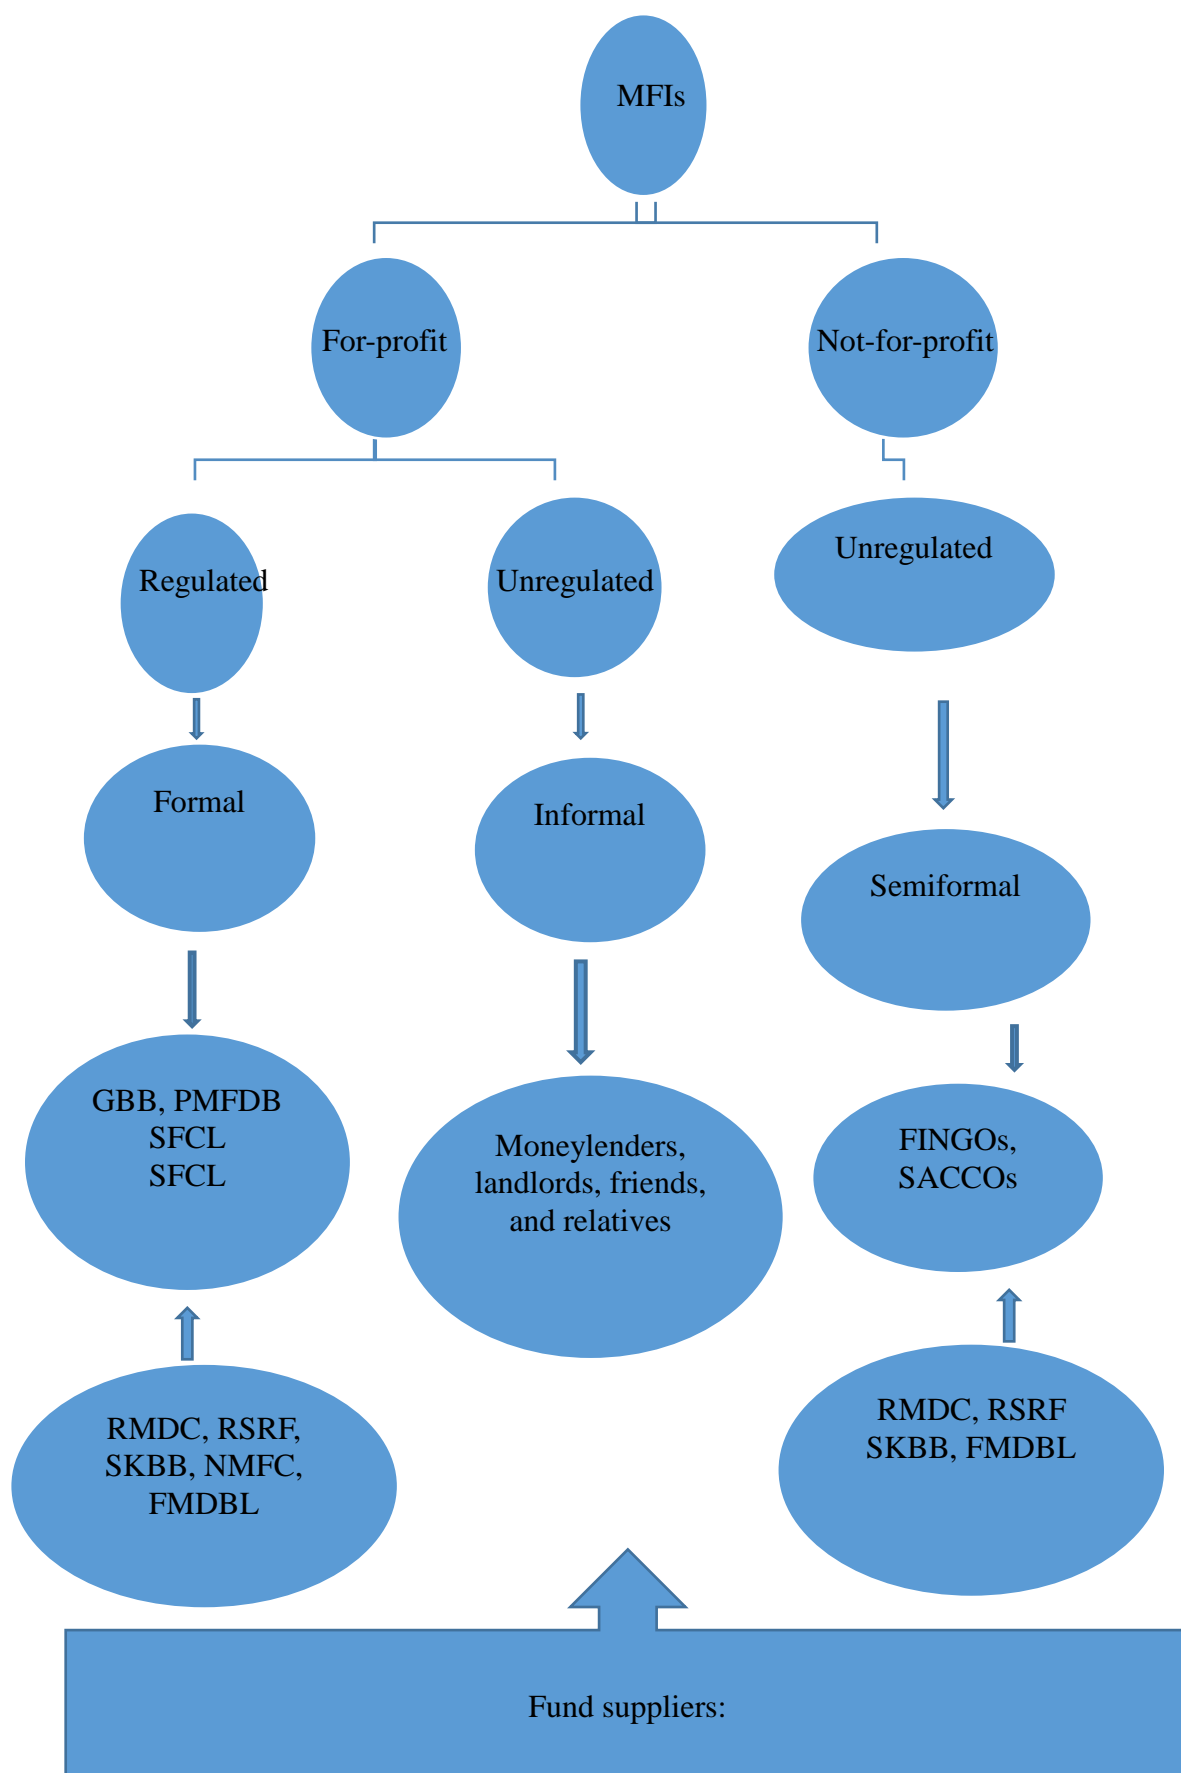 MFIs
For-profit
Not-for-profit
Regulated
Unregulated
Unregulated
Formal
Informal
Semiformal
GBB, PMFDB
SFCL
SFCL
Moneylenders,
landlords, friends,
and relatives
FINGOs,
SACCOs
RMDC, RSRF,
SKBB, NMFC,
FMDBL
RMDC, RSRF
SKBB, FMDBL
Fund suppliers: